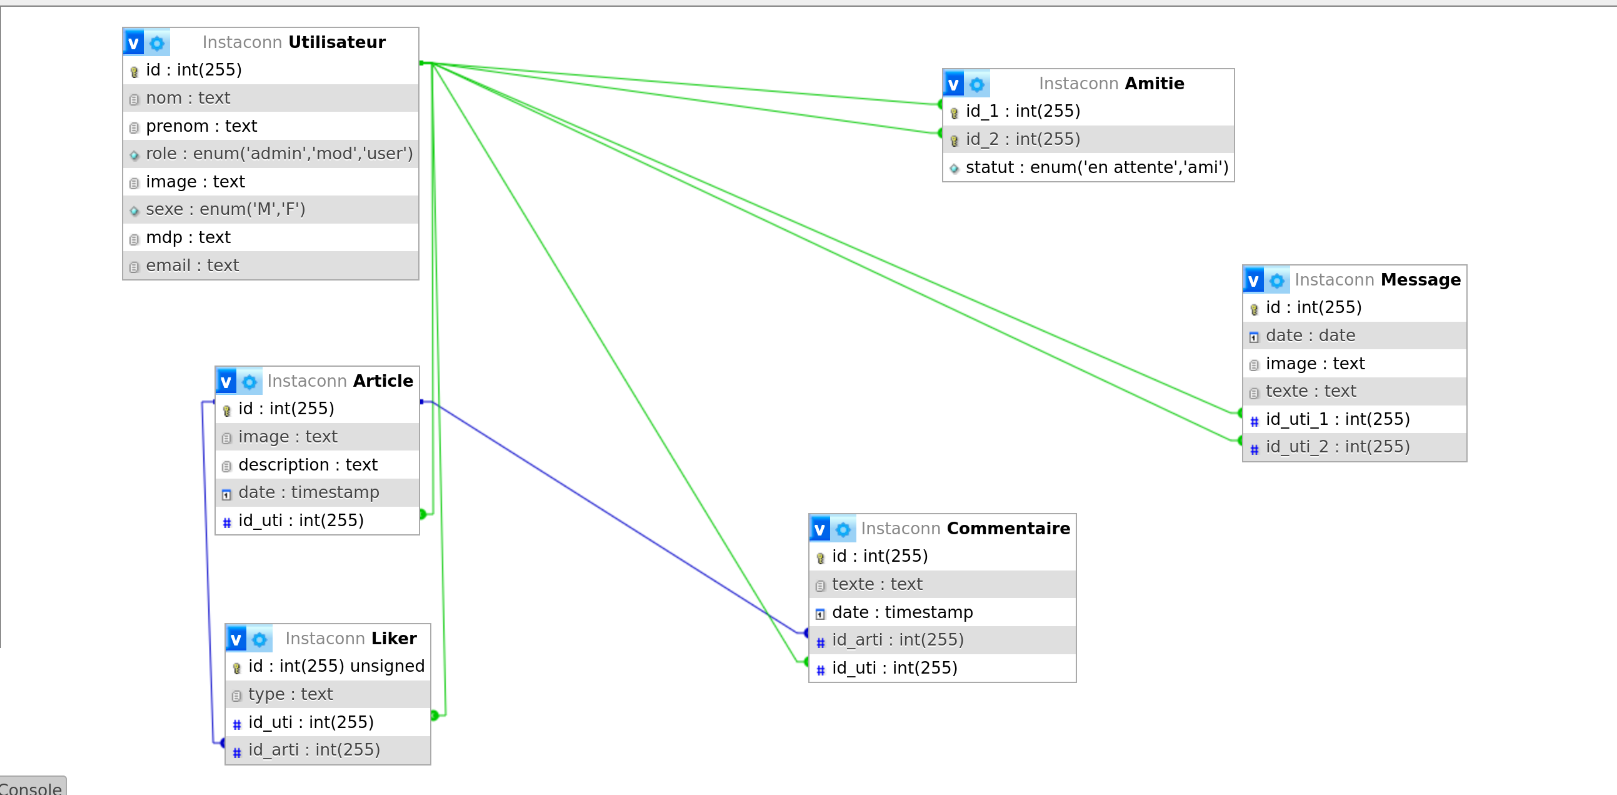 Instaconn Utilisateur
id : int(255)
nom : text
prenom : text
role : enum('admin','mod','user')
image : text
sexe : enum('M','F')
mdp : text
email : text
Instaconn Amitie
id_1 : int(255)
id_2 : int(255)
statut : enum('en attente','ami')
Instaconn Message
id : int(255)
date : date
image : text
texte : text
id_uti_1 : int(255)
id_uti_2 : int(255)
Instaconn Article
id : int(255)
image : text
description : text
date : timestamp
id_uti : int(255)
Instaconn Commentaire
id : int(255)
texte : text
date : timestamp
id_arti : int(255)
id_uti : int(255)
Instaconn Liker
id : int(255) unsigned
type : text
id_uti : int(255)
id_arti : int(255)
Console